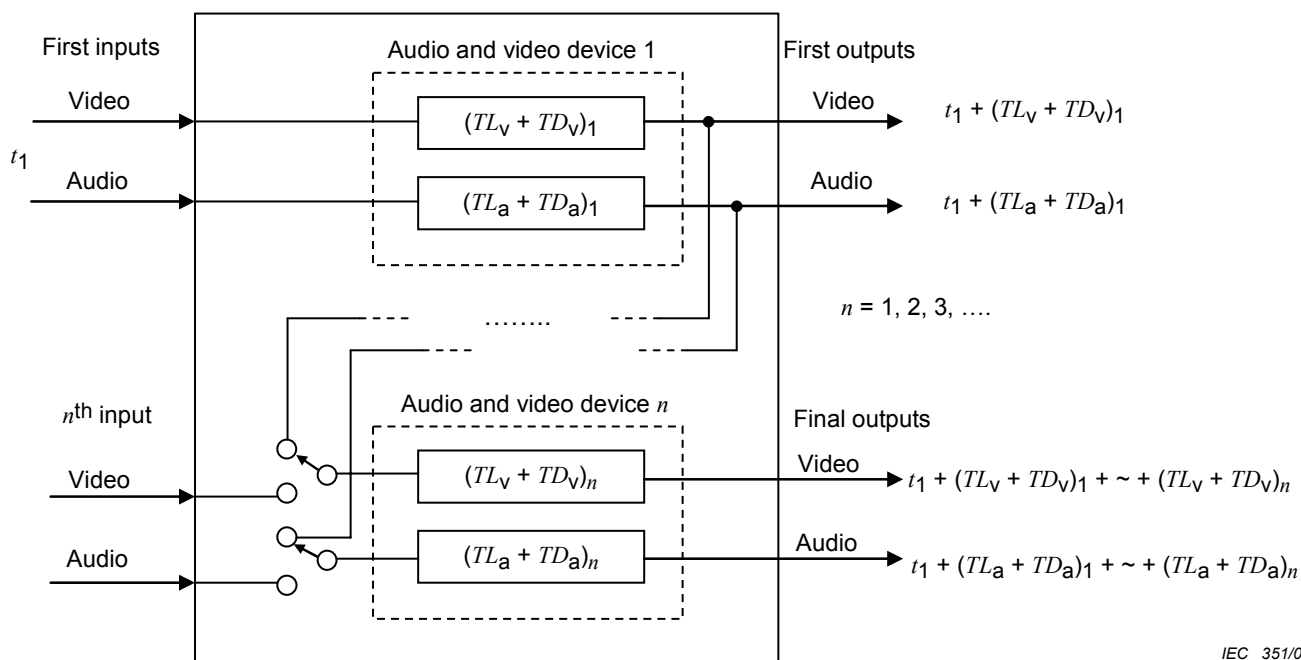 First inputs
Audio and video device 1
First outputs
Video
(TLv + TDv)1
Video
t1 + (TLv + TDv)1
t1
Audio
(TLa + TDa)1
Audio
t1 + (TLa + TDa)1
........
n = 1, 2, 3, ….
nth input
Audio and video device n
Final outputs
Video
(TLv + TDv)n
Video
t1 + (TLv + TDv)1 + ~ + (TLv + TDv)n
Audio
(TLa + TDa)n
Audio
t1 + (TLa + TDa)1 + ~ + (TLa + TDa)n
IEC 351/0